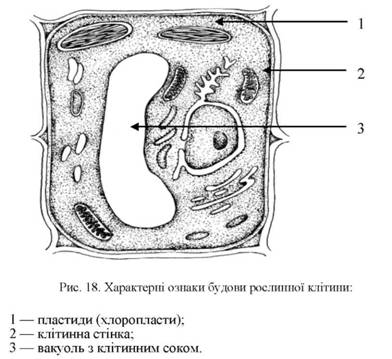 1
2
3
Рис. 18. Характерні ознаки будови рослинної клітини:
1 — пластиди (хлоропласти);
2 — клітинна стінка;
3 — вакуоль з клітинним соком.